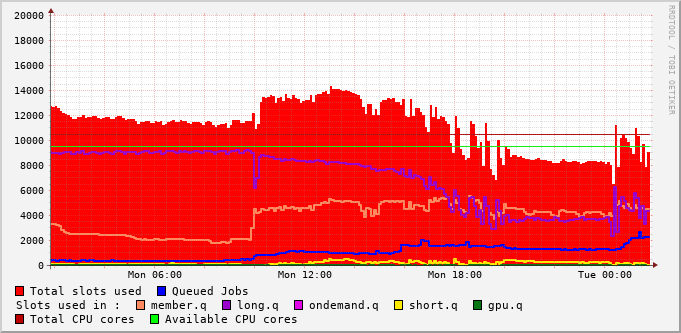 20000
18000
16000
14000
12000
10000
8000
6000
4000
2000
0
Mon 06:00 Mon 12:00 Mon 18:00 Tue 00:00
Total slots used Queued Jobs
Slots used in : member.q long.q ondemand.q short.q gpu.q
Total CPU cores Available CPU cores
RRDTOOL / TOBI OETIKER